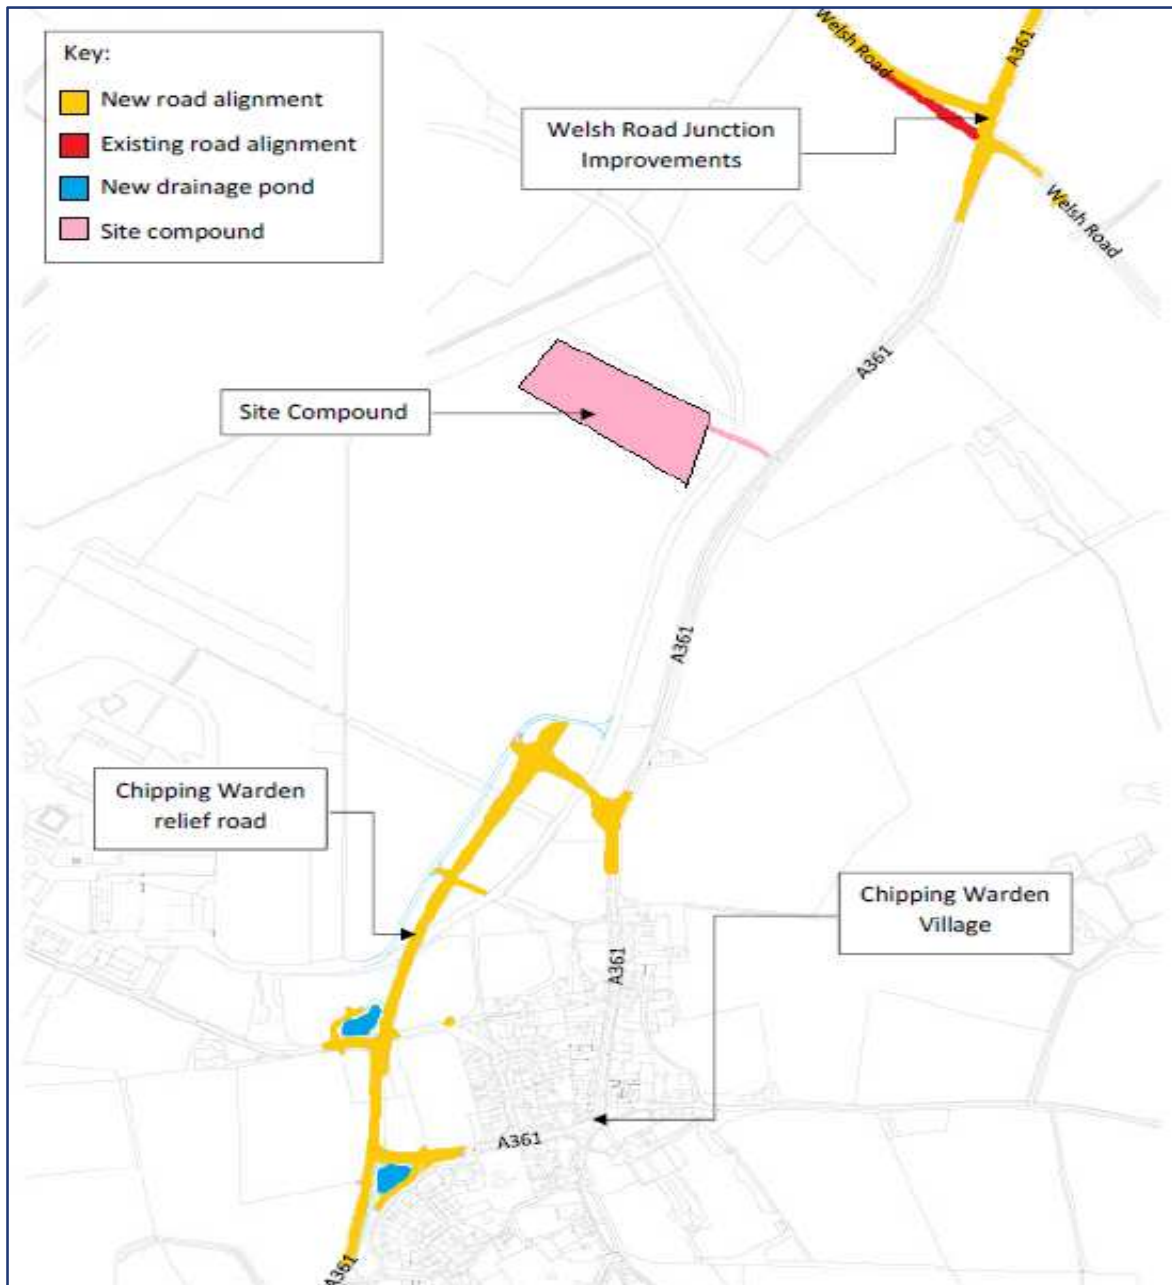 Key:
New road alignment
Existing road alignment
New drainage pond
Site compound
Welsh Road
A361
Welsh Road Junction
Improvements
Welsh Road
A361
Site Compound
A361
Chipping Warden
relief road
Chipping Warden
Village
A361
A361
A361